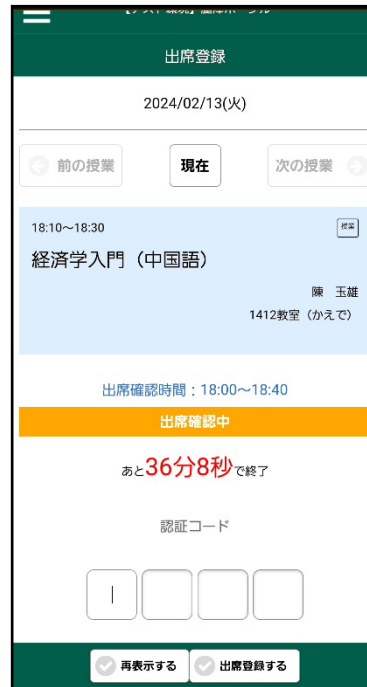 出席登録
2024/02/13(火)
前の授業
現在
次の授業
18:10～18:30
授業
経済学入門（中国語）
陳 玉雄
1412教室（かえで）
出席確認時間：18:00～18:40
出席確認中
あと36分8秒で終了
認証コード
再表示する
出席登録する